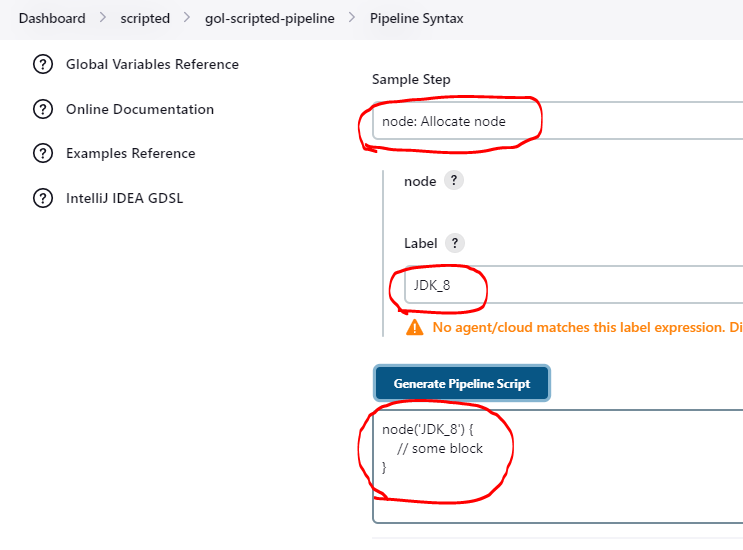 Dashboard > scripted > gol-scripted-pipeline > Pipeline Syntax
? Global Variables Reference
? Online Documentation
? Examples Reference
? IntelliJ IDEA GDSL
Sample Step
node: Allocate node
node ?
Label ?
JDK_8
No agent/cloud matches this label expression. Di
Generate Pipeline Script
node('JDK_8') {
// some block
}